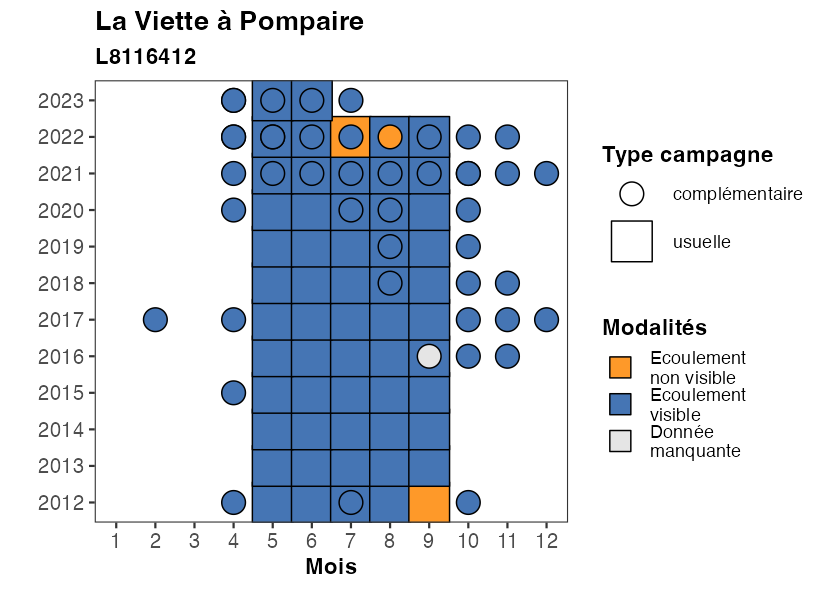 La Viette à Pompaire
L8116412
2023
2022
2021
2020
2019
2018
2017
2016
2015
2014
2013
2012
1 2 3 4 5 6 7 8 9 10 11 12
Mois
Type campagne
complémentaire
usuelle
Modalités
Ecoulement
non visible
Ecoulement
visible
Donnée
manquante